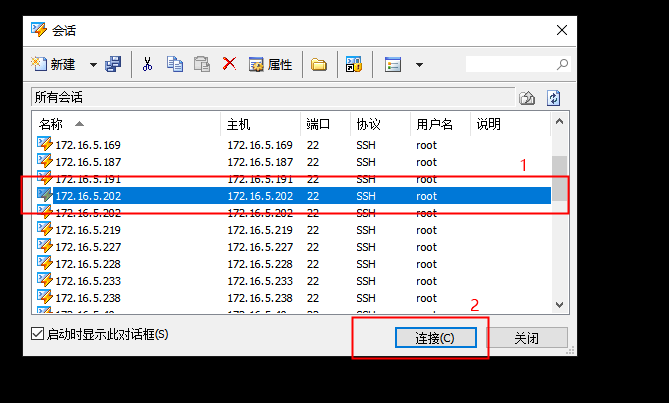 会话
新建 属性
所有会话
名称 主机 端口 协议 用户名 说明
172.16.5.169 172.16.5.169 22 SSH root
172.16.5.187 172.16.5.187 22 SSH root
1
172.16.5.191 172.16.5.191 22 SSH root
172.16.5.202 172.16.5.202 22 SSH root
172.16.5.202 172.16.5.202 22 SSH root
172.16.5.219 172.16.5.219 22 SSH root
172.16.5.227 172.16.5.227 22 SSH root
172.16.5.228 172.16.5.228 22 SSH root
172.16.5.233 172.16.5.233 22 SSH root
172.16.5.238 172.16.5.238 22 SSH root
2
启动时显示此对话框(S) 连接(C) 关闭